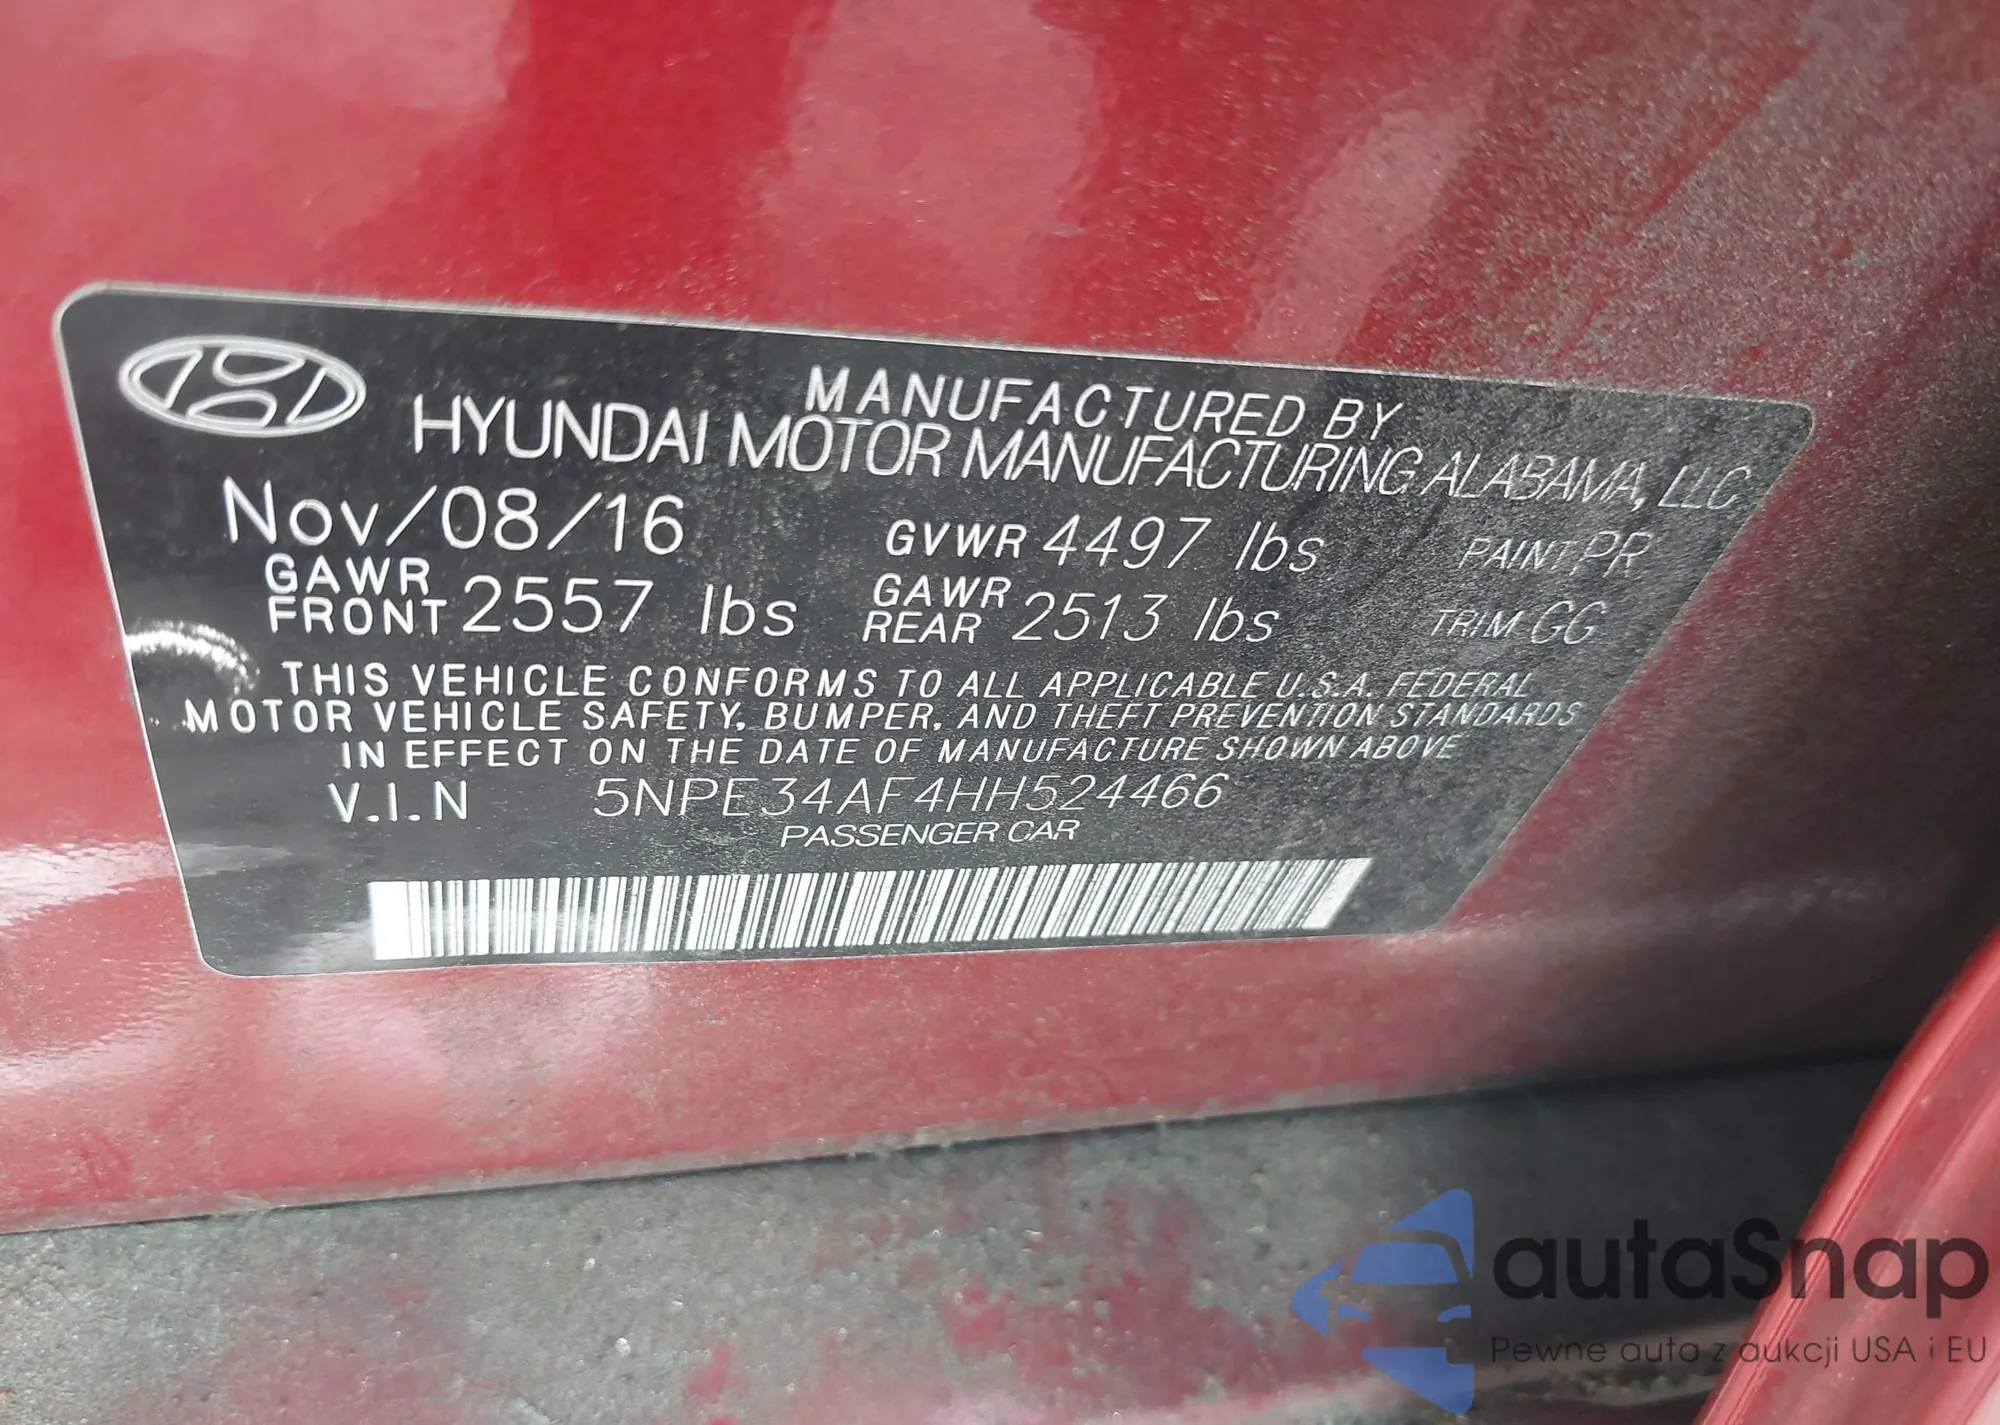 MANUFACTURED BY
HYUNDAI MOTOR MANUFACTURING ALABAMA, LLC
Nov/08/16 GVWR 4497 lbs PAINT PR
GAWR FRONT 2557 lbs GAWR REAR 2513 lbs TRIM GG
THIS VEHICLE CONFORMS TO ALL APPLICABLE U.S.A. FEDERAL
MOTOR VEHICLE SAFETY, BUMPER, AND THEFT PREVENTION STANDARDS
IN EFFECT ON THE DATE OF MANUFACTURE SHOWN ABOVE
V.I.N 5NPE34AF4HH524466
PASSENGER CAR
autaSnap
Pewne auta z aukcji USA i EU